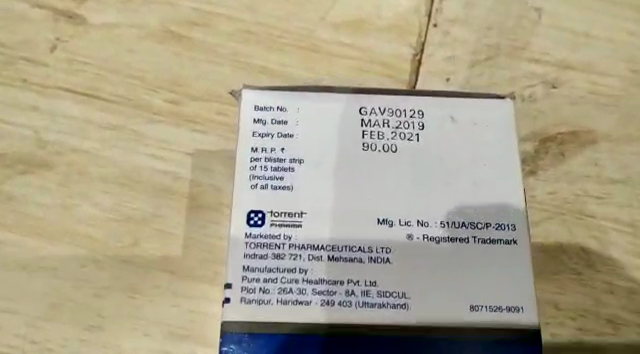 Batch No. : GAV90129
Mfg. Date : MAR.2019
Expiry Date : FEB.2021
M.R.P. ₹ 90.00
per blister strip
of 15 tablets
(Inclusive
of all taxes)
torrent
PHARMA
Mfg. Lic. No. : 51/UA/SC/P-2013
® - Registered Trademark
Marketed by :
TORRENT PHARMACEUTICALS LTD.
Indrad-382 721, Dist. Mehsana, INDIA.
Manufactured by :
Pure and Cure Healthcare Pvt. Ltd.
Plot No.: 26A-30, Sector - 8A, IIE, SIDCUL,
Ranipur, Haridwar - 249 403 (Uttarakhand).
8071526-9091